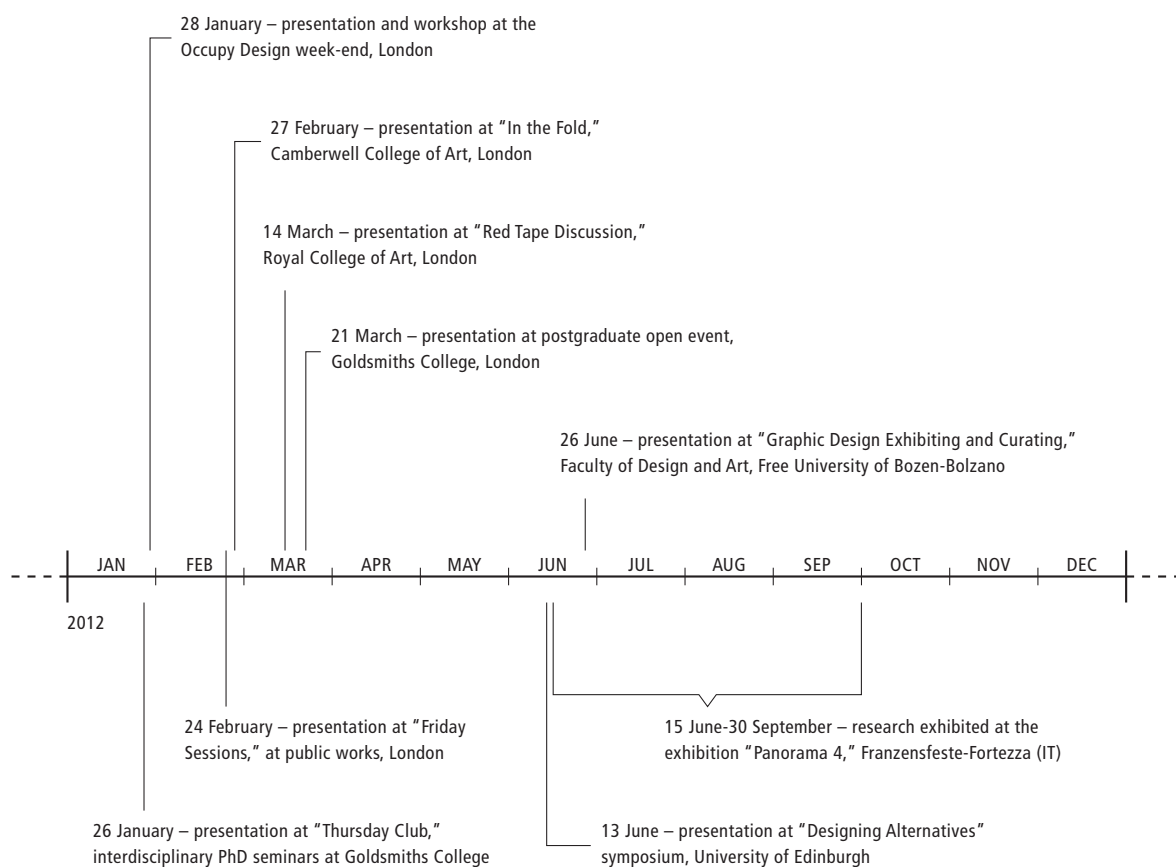 28 January – presentation and workshop at the
Occupy Design week-end, London
27 February – presentation at “In the Fold,”
Camberwell College of Art, London
14 March – presentation at “Red Tape Discussion,”
Royal College of Art, London
21 March – presentation at postgraduate open event,
Goldsmiths College, London
26 June – presentation at “Graphic Design Exhibiting and Curating,”
Faculty of Design and Art, Free University of Bozen-Bolzano
JAN FEB MAR APR MAY JUN JUL AUG SEP OCT NOV DEC
2012
24 February – presentation at “Friday
Sessions,” at public works, London
15 June-30 September – research exhibited at the
exhibition “Panorama 4,” Franzensfeste-Fortezza (IT)
26 January – presentation at “Thursday Club,”
interdisciplinary PhD seminars at Goldsmiths College
13 June – presentation at “Designing Alternatives”
symposium, University of Edinburgh